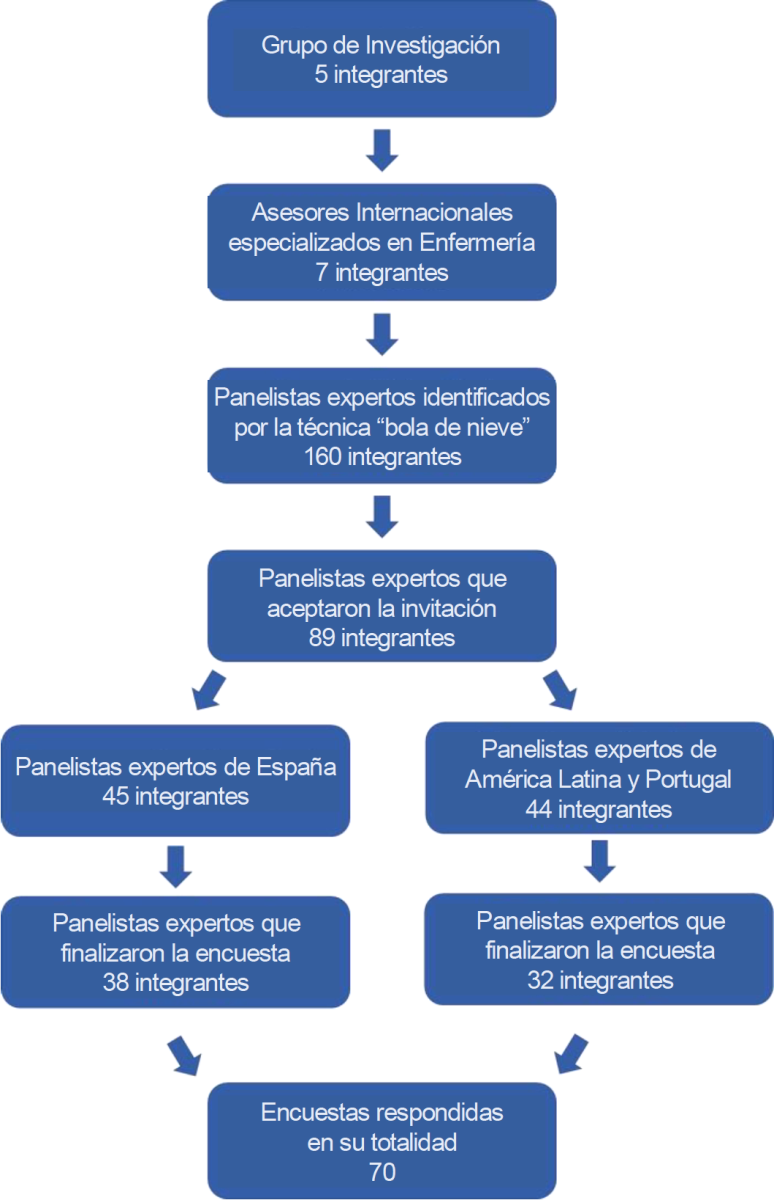 Grupo de Investigación
5 integrantes
Asesores Internacionales
especializados en Enfermería
7 integrantes
Panelistas expertos identificados
por la técnica “bola de nieve”
160 integrantes
Panelistas expertos que
aceptaron la invitación
89 integrantes
Panelistas expertos de España
45 integrantes
Panelistas expertos de
América Latina y Portugal
44 integrantes
Panelistas expertos que
finalizaron la encuesta
38 integrantes
Panelistas expertos que
finalizaron la encuesta
32 integrantes
Encuestas respondidas
en su totalidad
70